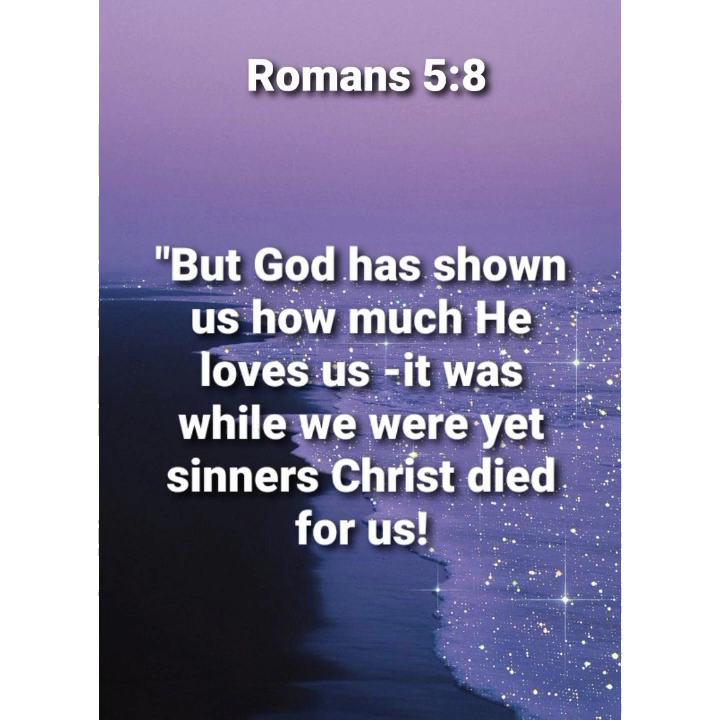 Romans 5:8
"But God has shown
us how much He
loves us -it was
while we were yet
sinners Christ died
for us!